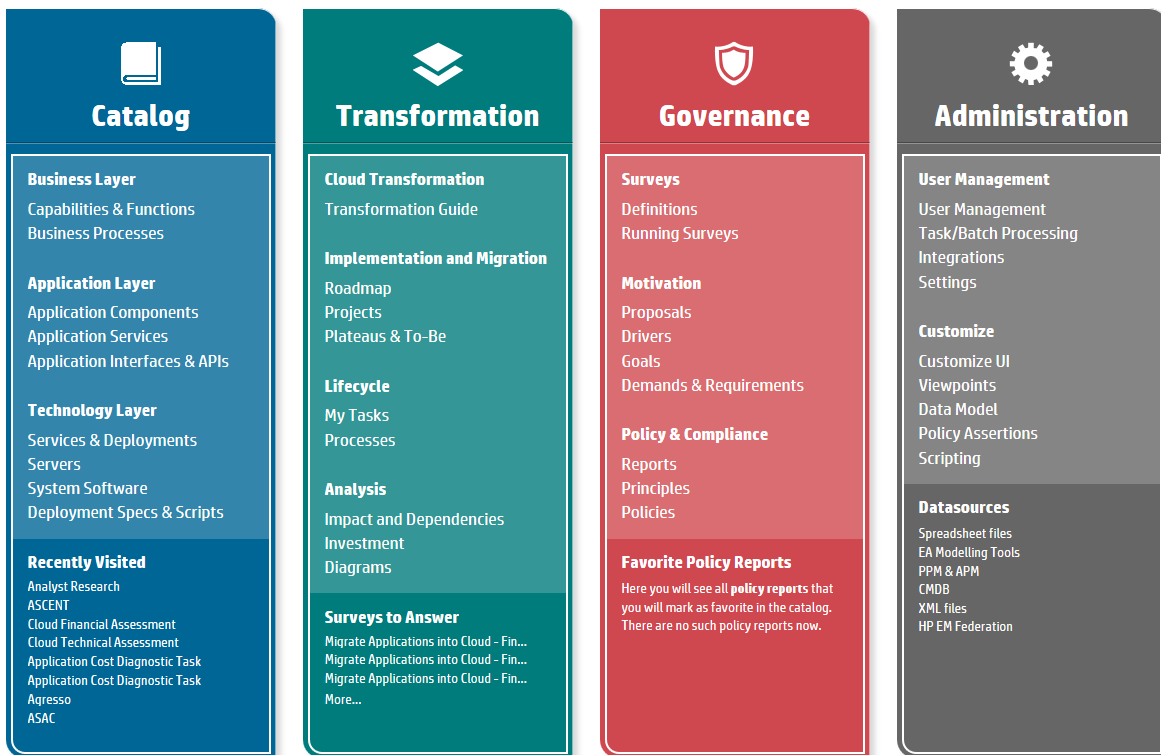 Catalog
Business Layer
Capabilities & Functions
Business Processes
Application Layer
Application Components
Application Services
Application Interfaces & APIs
Technology Layer
Services & Deployments
Servers
System Software
Deployment Specs & Scripts
Recently Visited
Analyst Research
ASCENT
Cloud Financial Assessment
Cloud Technical Assessment
Application Cost Diagnostic Task
Application Cost Diagnostic Task
Agresso
ASAC
Transformation
Cloud Transformation
Transformation Guide
Implementation and Migration
Roadmap
Projects
Plateaus & To-Be
Lifecycle
My Tasks
Processes
Analysis
Impact and Dependencies
Investment
Diagrams
Surveys to Answer
Migrate Applications into Cloud - Fin...
Migrate Applications into Cloud - Fin...
Migrate Applications into Cloud - Fin...
More...
Governance
Surveys
Definitions
Running Surveys
Motivation
Proposals
Drivers
Goals
Demands & Requirements
Policy & Compliance
Reports
Principles
Policies
Favorite Policy Reports
Here you will see all policy reports that
you will mark as favorite in the catalog.
There are no such policy reports now.
Administration
User Management
User Management
Task/Batch Processing
Integrations
Settings
Customize
Customize UI
Viewpoints
Data Model
Policy Assertions
Scripting
Datasources
Spreadsheet files
EA Modelling Tools
PPM & APM
CMDB
XML files
HP EM Federation